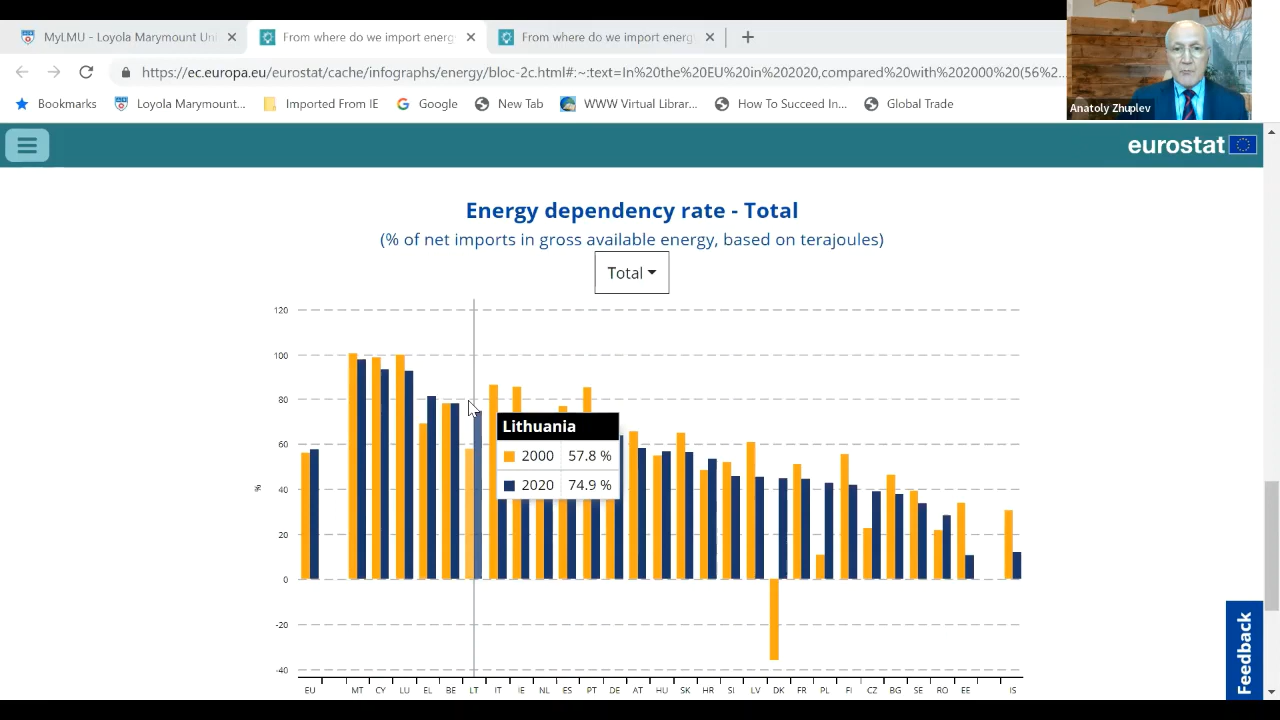 MyLMU - Loyola Marymount Uni
From where do we import energ
From where do we import energ
https://ec.europa.eu/eurostat/cache/infographs/energy/bloc-2c.html#:~:text=In%20the%20EU%20in%202020,compared%20with%202000%20(56%2...
Bookmarks
Loyola Marymount...
Imported From IE
Google
New Tab
WWW Virtual Librar...
How To Succeed In...
Global Trade
Anatoly Zhuplev
eurostat
Energy dependency rate - Total
(% of net imports in gross available energy, based on terajoules)
Total
120
100
80
60
40
20
0
-20
-40
%
Lithuania
2000 57.8 %
2020 74.9 %
EU MT CY LU EL BE LT IT IE NL ES PT DE AT HU SK HR SI LV DK FR PL FI CZ BG SE RO EE IS
Feedback